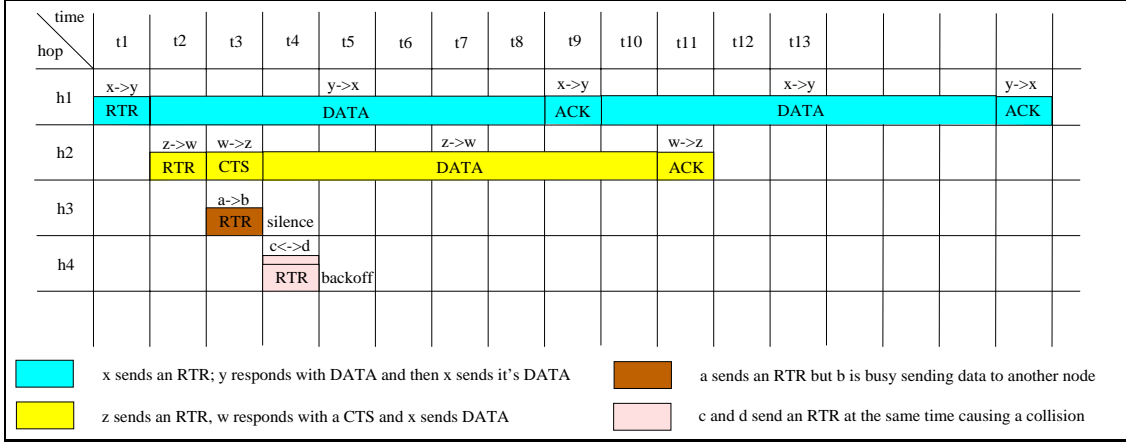 time
hop
t1 t2 t3 t4 t5 t6 t7 t8 t9 t10 t11 t12 t13
x->y y->x x->y x->y y->x
h1 RTR DATA ACK DATA ACK
z->w w->z z->w w->z
h2 RTR CTS DATA ACK
a->b
h3 RTR silence
c<->d
h4 RTR backoff
x sends an RTR; y responds with DATA and then x sends it's DATA
a sends an RTR but b is busy sending data to another node
z sends an RTR, w responds with a CTS and x sends DATA
c and d send an RTR at the same time causing a collision